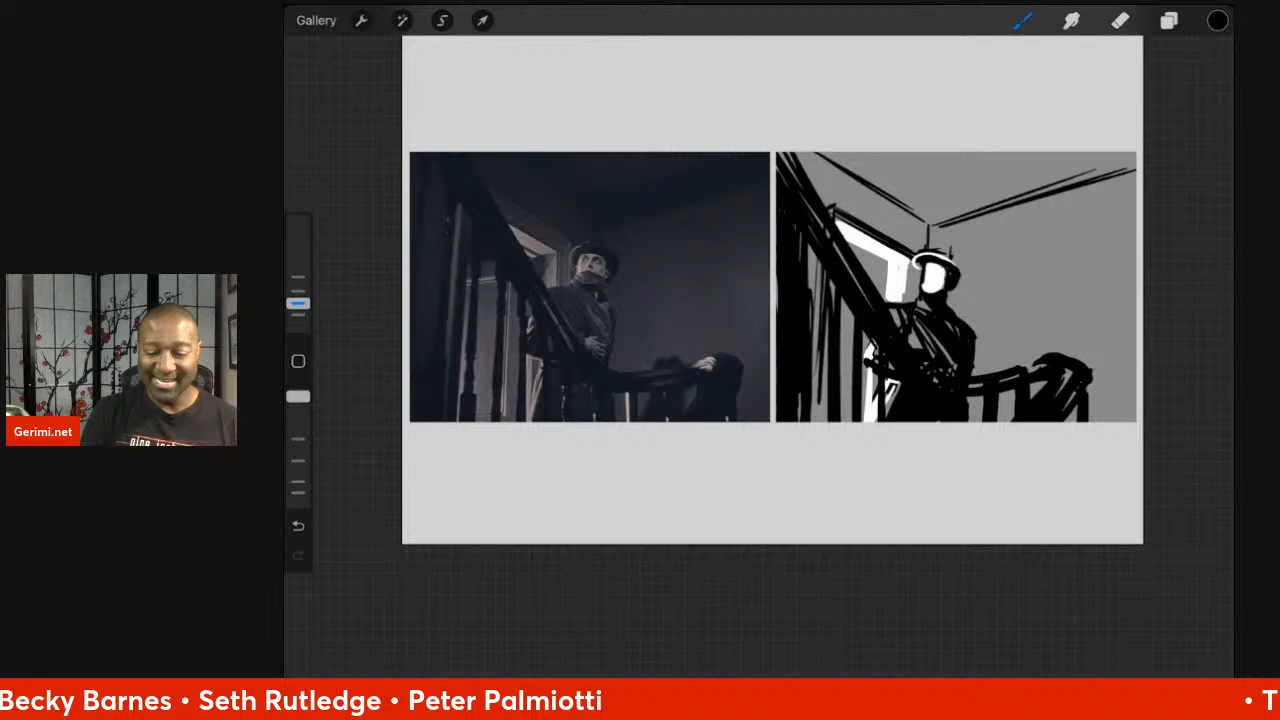 Gallery
Gerimi.net
Becky Barnes • Seth Rutledge • Peter Palmiotti • T